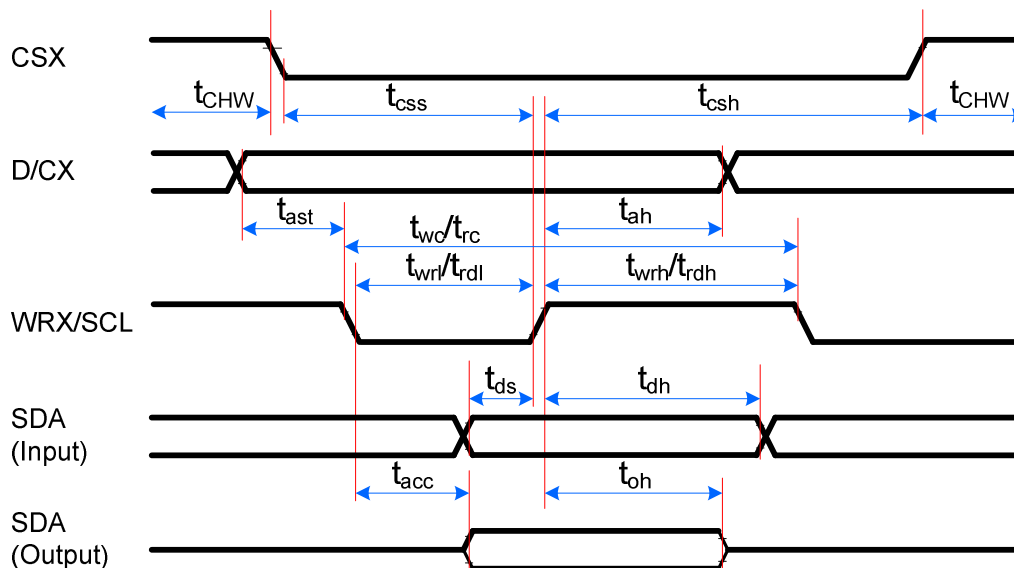 CSX
tCHW
tcss
tcsh
tCHW
D/CX
tast
tah
twc/trc
twrl/trdl
twrh/trdh
WRX/SCL
tds
tdh
SDA
(Input)
tacc
toh
SDA
(Output)